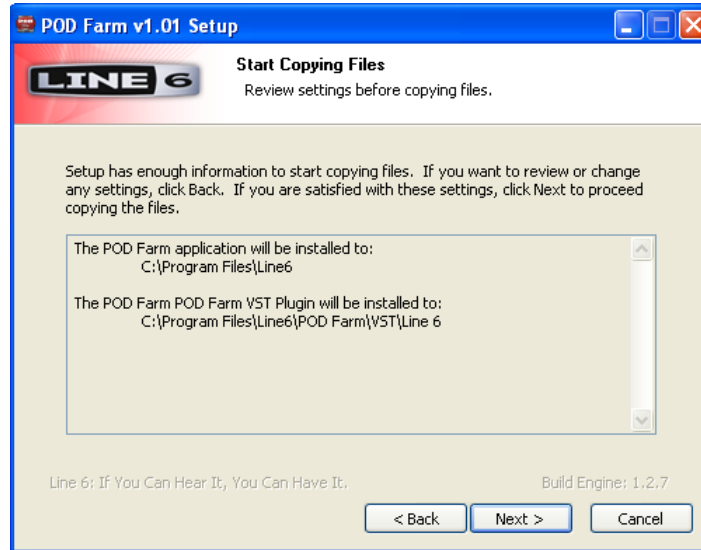 POD Farm v1.01 Setup
LINE 6
Start Copying Files
Review settings before copying files.
Setup has enough information to start copying files.  If you want to review or change
any settings, click Back.  If you are satisfied with these settings, click Next to proceed
copying the files.
The POD Farm application will be installed to:
C:\Program Files\Line6
The POD Farm POD Farm VST Plugin will be installed to:
C:\Program Files\Line6\POD Farm\VST\Line 6
Line 6: If You Can Hear It, You Can Have It.
Build Engine: 1.2.7
< Back
Next >
Cancel